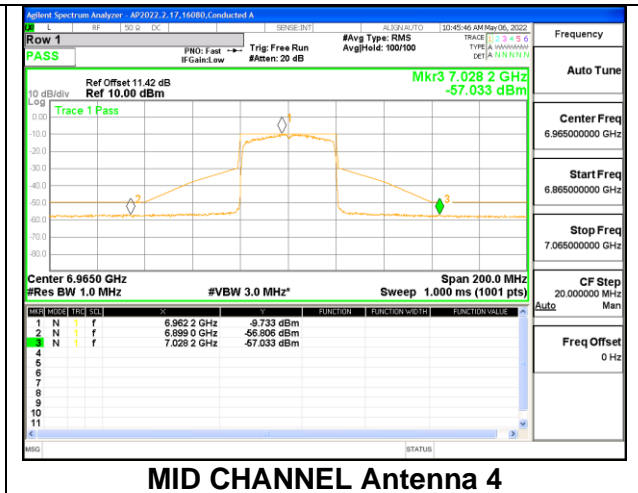 Agilent Spectrum Analyzer - AP2022.2.17,16080,Conducted A
L RF 50 Ω DC SENSE:INT ALIGN AUTO 10:45:46 AM May 06, 2022
Row 1
PASS
PNO: Fast
IFGain:Low
Trig: Free Run
#Atten: 20 dB
#Avg Type: RMS
Avg|Hold: 100/100
TRACE 1 2 3 4 5 6
TYPE A WWWWW
DET A N N N N N
Ref Offset 11.42 dB
10 dB/div Ref 10.00 dBm
Mkr3 7.028 2 GHz
-57.033 dBm
Log
Trace 1 Pass
1
2
3
0.00
-10.0
-20.0
-30.0
-40.0
-50.0
-60.0
-70.0
-80.0
Center 6.9650 GHz Span 200.0 MHz
#Res BW 1.0 MHz #VBW 3.0 MHz* Sweep 1.000 ms (1001 pts)
MKR MODE TRC SCL X Y FUNCTION FUNCTION WIDTH FUNCTION VALUE
1 N 1 f 6.962 2 GHz -9.733 dBm
2 N 1 f 6.899 0 GHz -56.806 dBm
3 N 1 f 7.028 2 GHz -57.033 dBm
4
5
6
7
8
9
10
11
MSG STATUS
Frequency
Auto Tune
Center Freq
6.965000000 GHz
Start Freq
6.865000000 GHz
Stop Freq
7.065000000 GHz
CF Step
20.000000 MHz
Auto Man
Freq Offset
0 Hz
MID CHANNEL Antenna 4